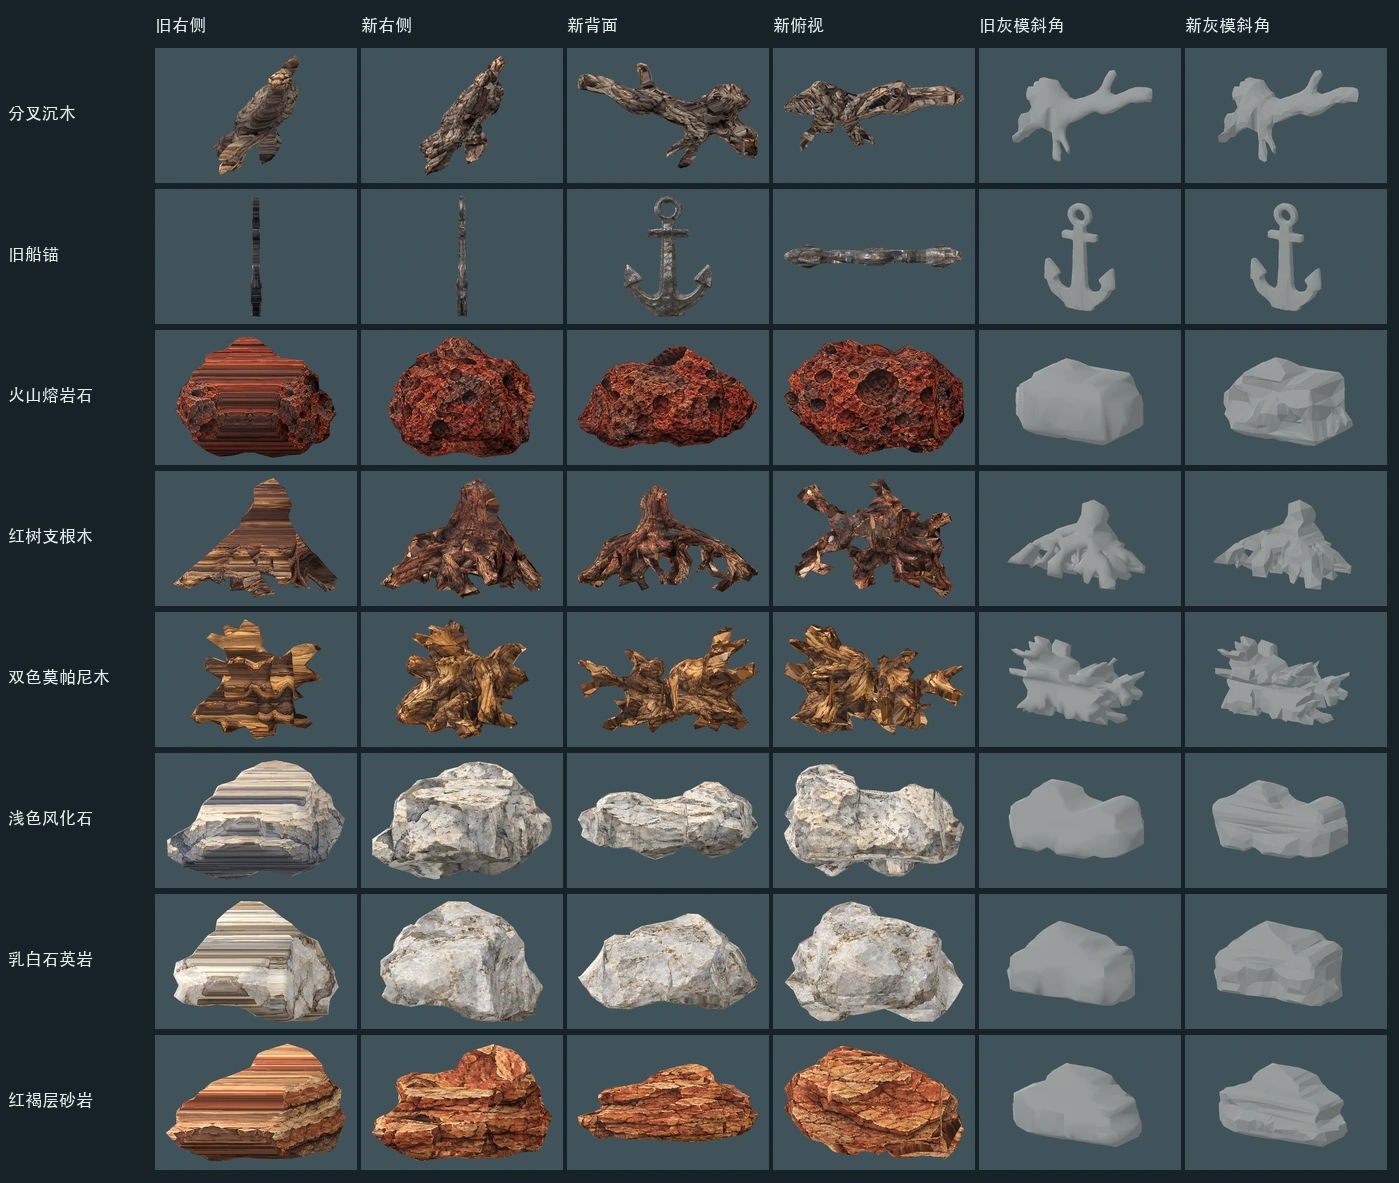 旧右侧 新右侧 新背面 新俯视 旧灰模斜角 新灰模斜角
分叉沉木
旧船锚
火山熔岩石
红树支根木
双色莫帕尼木
浅色风化石
乳白石英岩
红褐层砂岩